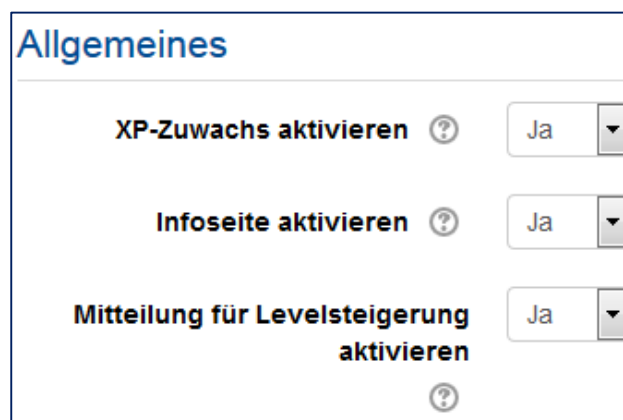 Allgemeines
XP-Zuwachs aktivieren ? Ja
Infoseite aktivieren ? Ja
Mitteilung für Levelsteigerung Ja
aktivieren
?